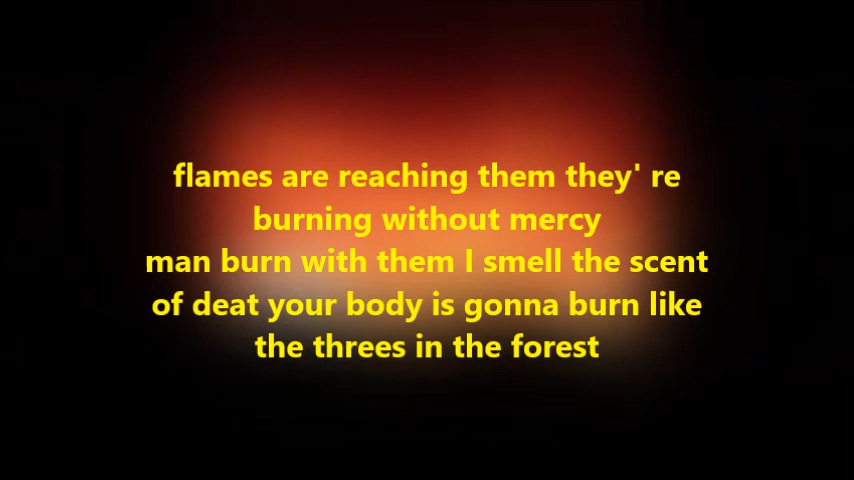 flames are reaching them they' re
burning without mercy
man burn with them I smell the scent
of deat your body is gonna burn like
the threes in the forest